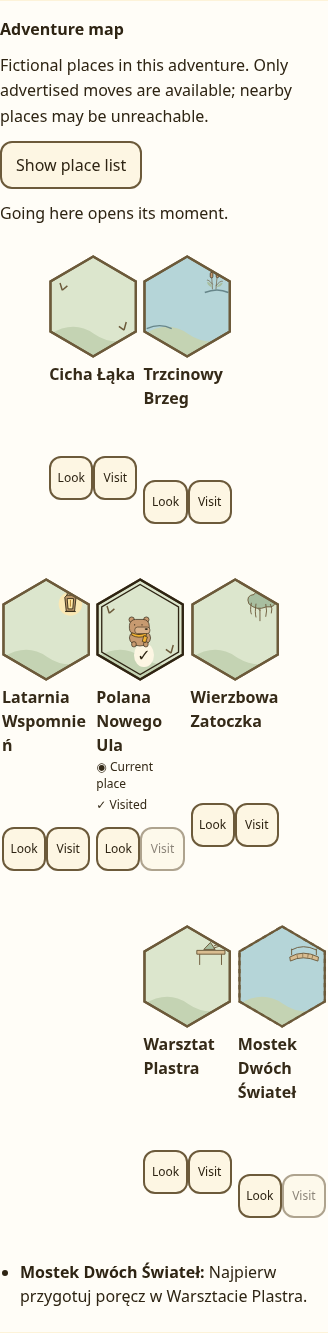 Adventure map
Fictional places in this adventure. Only
advertised moves are available; nearby
places may be unreachable.
Show place list
Going here opens its moment.
Cicha Łąka
Trzcinowy
Brzeg
Look
Visit
Look
Visit
Latarnia
Wspomnie
ń
Polana
Nowego
Ula
◉ Current
place
✓ Visited
Wierzbowa
Zatoczka
Look
Visit
Look
Visit
Look
Visit
Warsztat
Plastra
Mostek
Dwóch
Świateł
Look
Visit
Look
Visit
• Mostek Dwóch Świateł: Najpierw
przygotuj poręcz w Warsztacie Plastra.